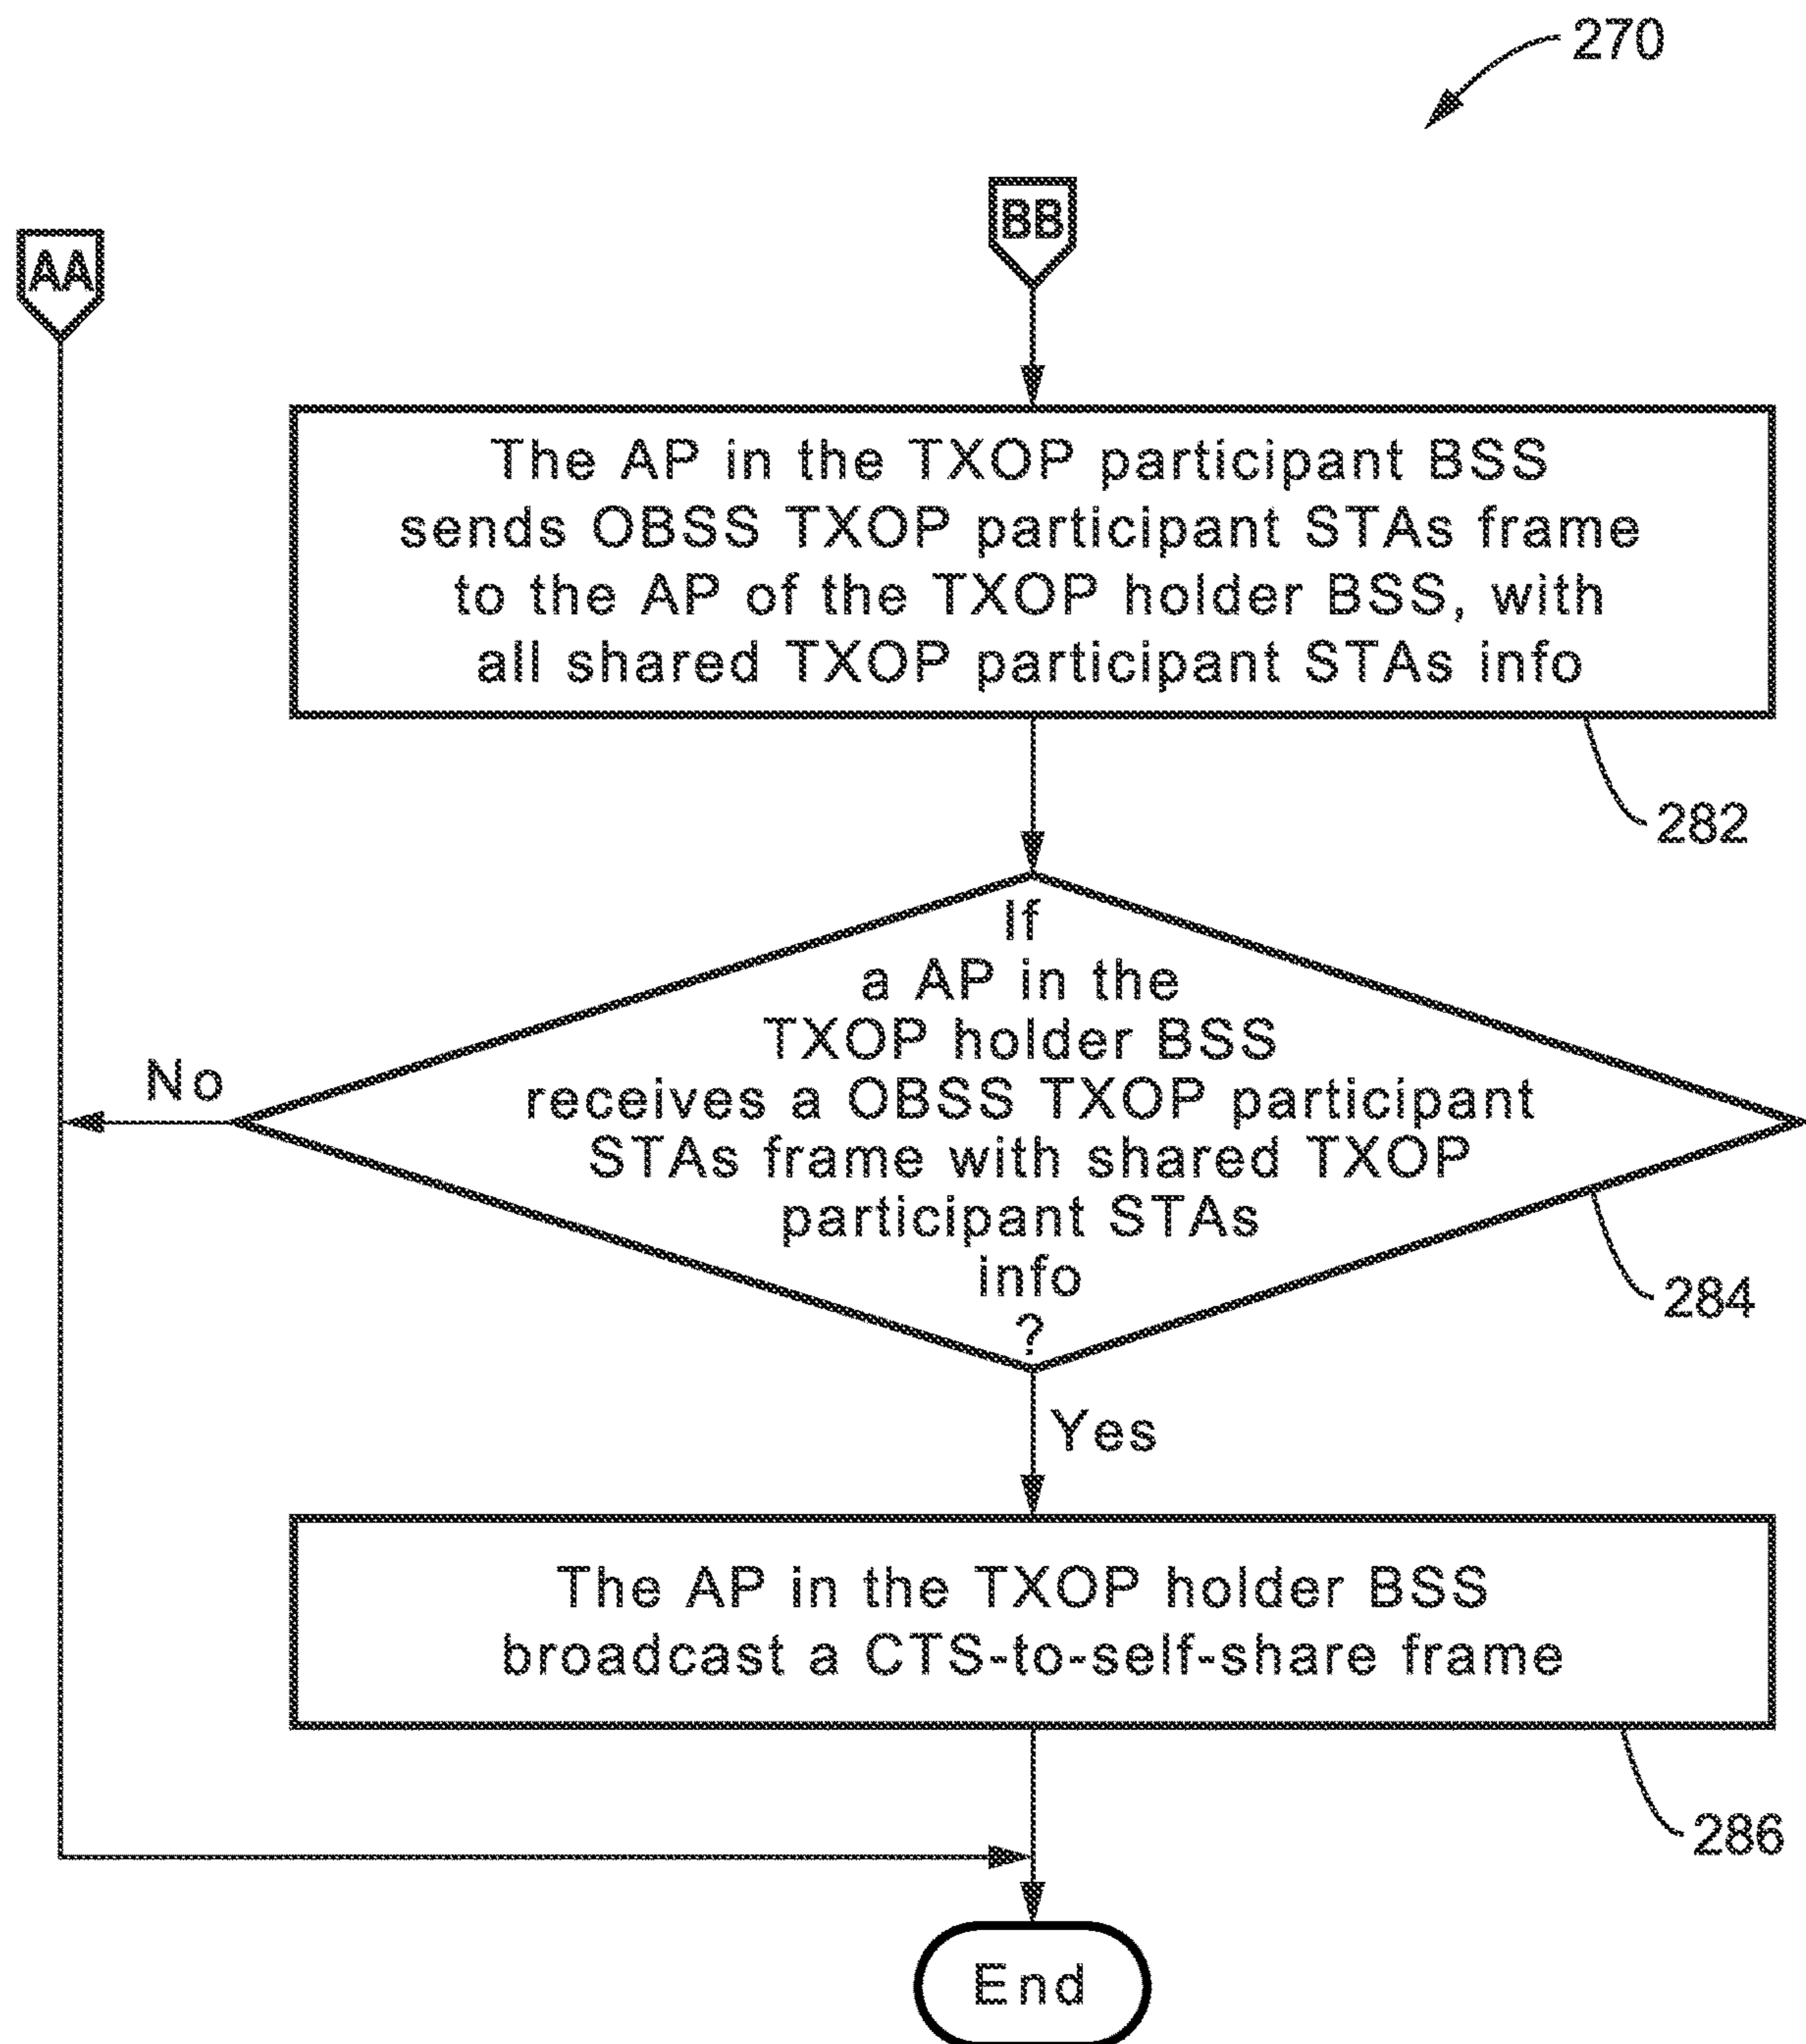 270
BB
AA
The AP in the TXOP participant BSS
sends OBSS TXOP participant STAs frame
to the AP of the TXOP holder BSS, with
all shared TXOP participant STAs info
282
If
a AP in the
TXOP holder BSS
receives a OBSS TXOP participant
STAs frame with shared TXOP
participant STAs
info
?
No
284
Yes
The AP in the TXOP holder BSS
broadcast a CTS-to-self-share frame
286
End